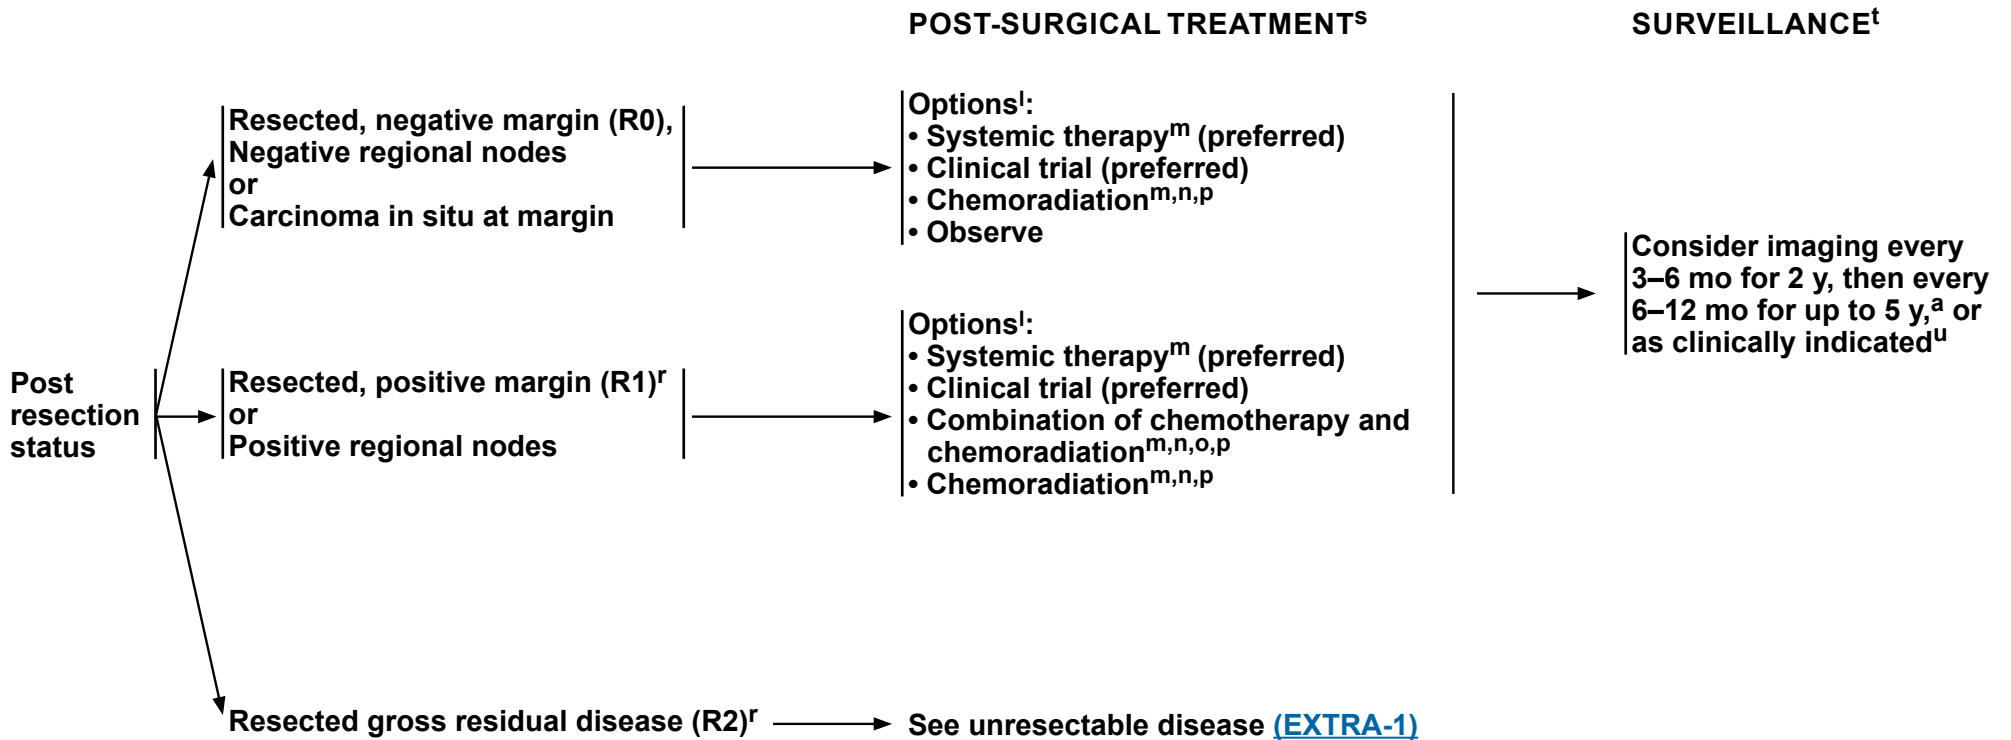 POST-SURGICAL TREATMENTs
SURVEILLANCEt
Resected, negative margin (R0),
Negative regional nodes
or
Carcinoma in situ at margin
Optionsl:
• Systemic therapym (preferred)
• Clinical trial (preferred)
• Chemoradiationm,n,p
• Observe
Consider imaging every
3–6 mo for 2 y, then every
6–12 mo for up to 5 y,a or
as clinically indicatedu
Post
resection
status
Resected, positive margin (R1)r
or
Positive regional nodes
Optionsl:
• Systemic therapym (preferred)
• Clinical trial (preferred)
• Combination of chemotherapy and
chemoradiationm,n,o,p
• Chemoradiationm,n,p
Resected gross residual disease (R2)r
See unresectable disease (EXTRA-1)